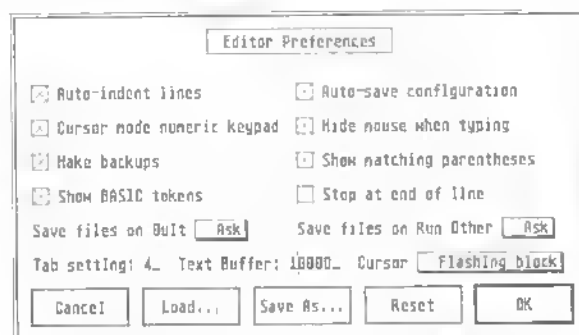 Editor Preferences
Auto-indent lines Auto-save configuration
Cursor mode numeric keypad Hide mouse when typing
Make backups Show matching parentheses
Show BASIC tokens Stop at end of line
Save files on Quit Ask Save files on Run Other Ask
Tab setting: 4_ Text Buffer: 10000_ Cursor Flashing block
Cancel Load... Save As... Reset OK